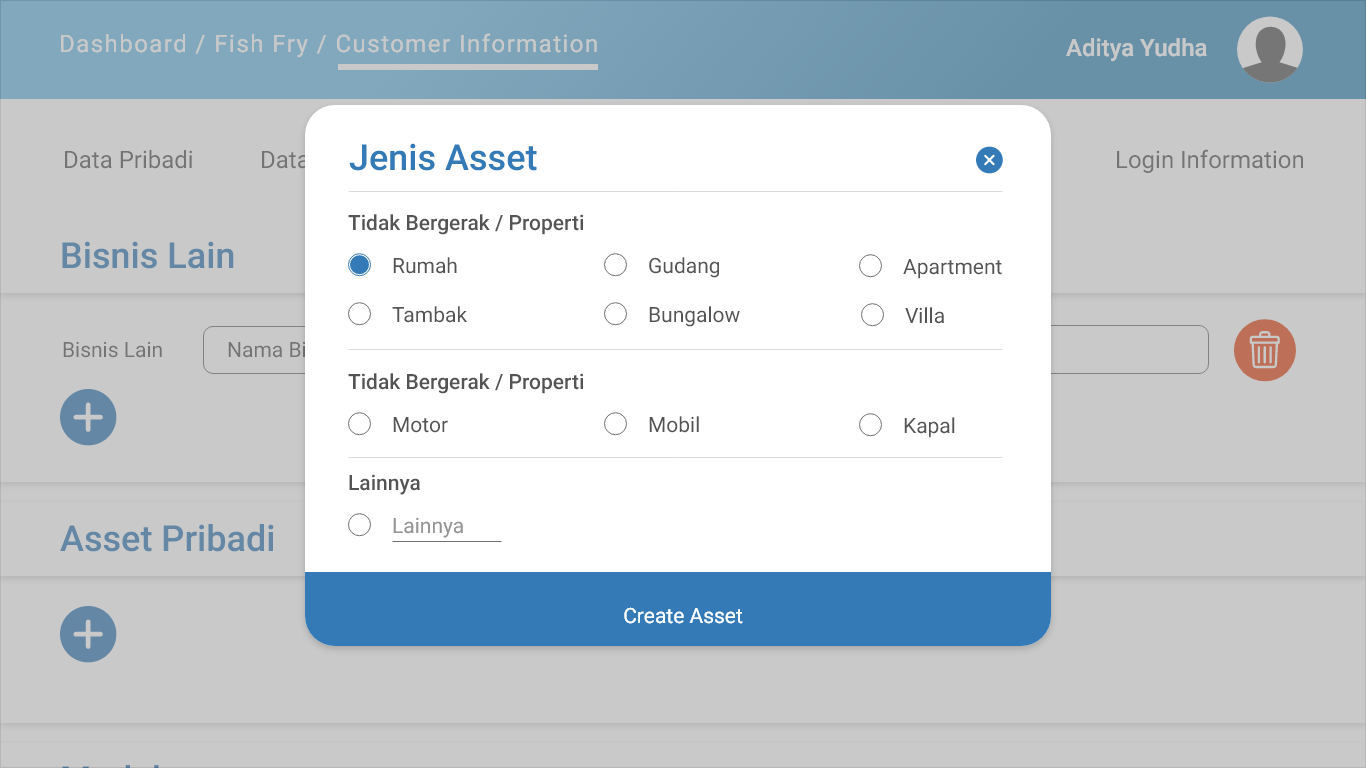 Dashboard / Fish Fry / Customer Information
Aditya Yudha
Data Pribadi
Data
Login Information
Bisnis Lain
Bisnis Lain
Nama Bi
Asset Pribadi
Jenis Asset
Tidak Bergerak / Properti
Rumah
Gudang
Apartment
Tambak
Bungalow
Villa
Tidak Bergerak / Properti
Motor
Mobil
Kapal
Lainnya
Lainnya
Create Asset